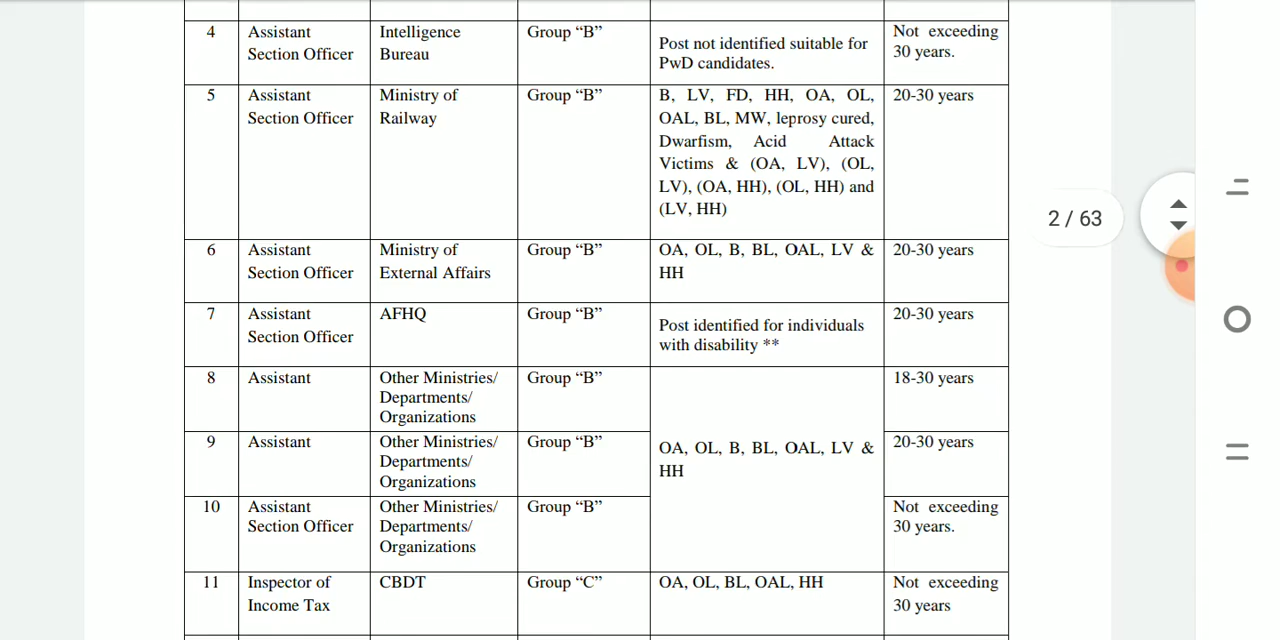 4 Assistant Section Officer Intelligence Bureau Group “B” Post not identified suitable for PwD candidates. Not exceeding 30 years.
5 Assistant Section Officer Ministry of Railway Group “B” B, LV, FD, HH, OA, OL, OAL, BL, MW, leprosy cured, Dwarfism, Acid Attack Victims & (OA, LV), (OL, LV), (OA, HH), (OL, HH) and (LV, HH) 20-30 years
6 Assistant Section Officer Ministry of External Affairs Group “B” OA, OL, B, BL, OAL, LV & HH 20-30 years
7 Assistant Section Officer AFHQ Group “B” Post identified for individuals with disability ** 20-30 years
8 Assistant Other Ministries/ Departments/ Organizations Group “B” 18-30 years
9 Assistant Other Ministries/ Departments/ Organizations Group “B” OA, OL, B, BL, OAL, LV & HH 20-30 years
10 Assistant Section Officer Other Ministries/ Departments/ Organizations Group “B” Not exceeding 30 years.
11 Inspector of Income Tax CBDT Group “C” OA, OL, BL, OAL, HH Not exceeding 30 years
2 / 63